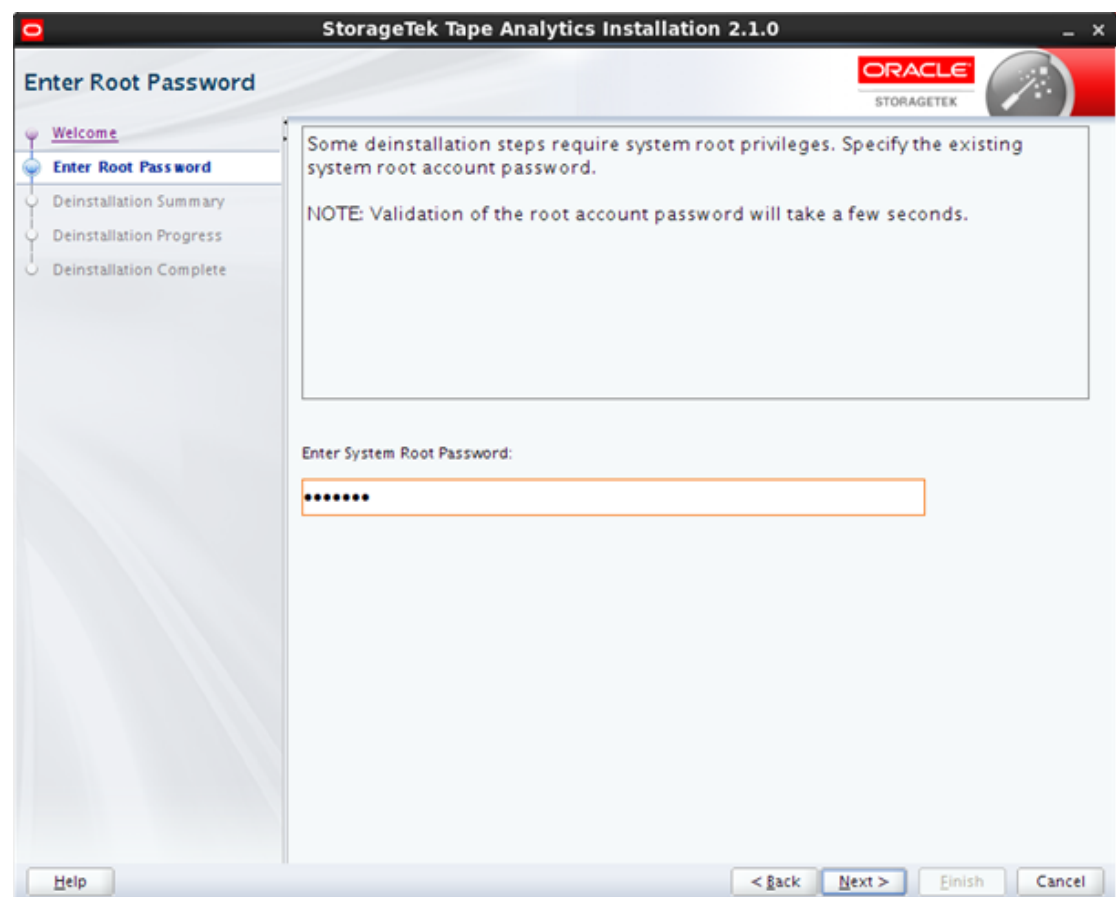 StorageTek Tape Analytics Installation 2.1.0
Enter Root Password
ORACLE
STORAGETEK
Welcome
Enter Root Password
Deinstallation Summary
Deinstallation Progress
Deinstallation Complete
Some deinstallation steps require system root privileges. Specify the existing
system root account password.
NOTE: Validation of the root account password will take a few seconds.
Enter System Root Password:
•••••••
Help
< Back
Next >
Finish
Cancel